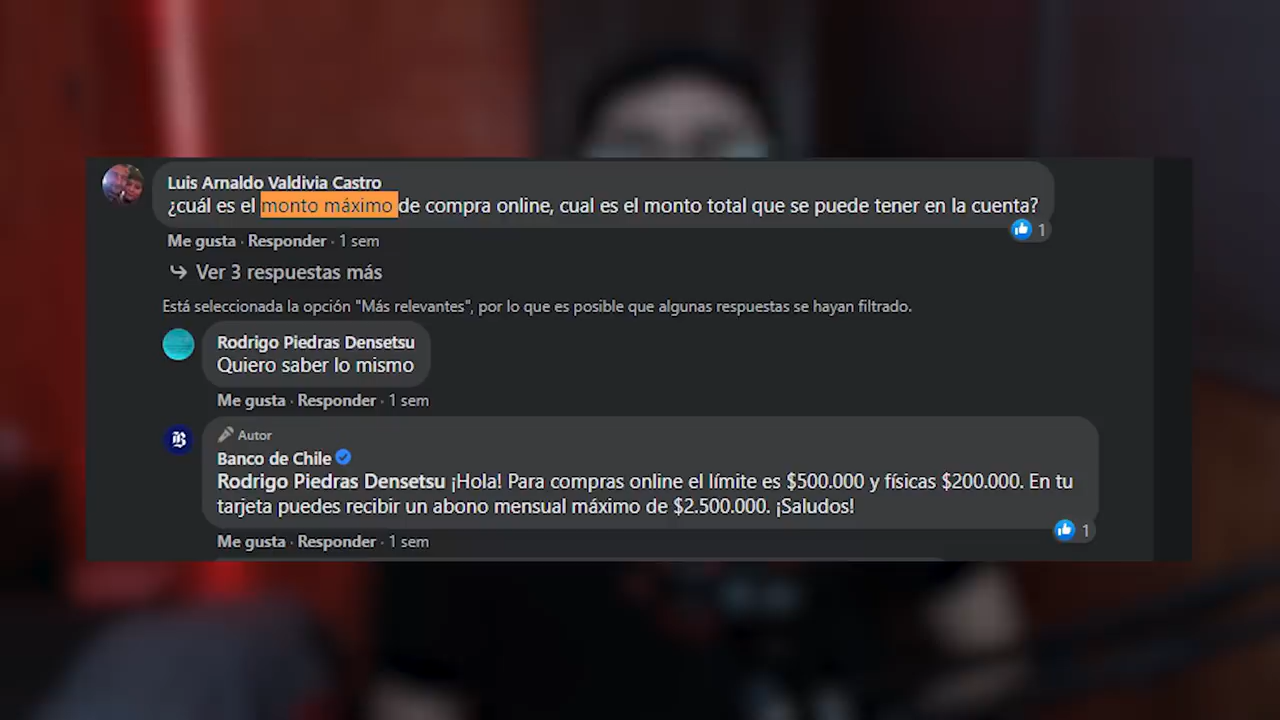 Luis Arnaldo Valdivia Castro
¿cuál es el monto máximo de compra online, cual es el monto total que se puede tener en la cuenta?
1
Me gusta · Responder · 1 sem
Ver 3 respuestas más
Está seleccionada la opción "Más relevantes", por lo que es posible que algunas respuestas se hayan filtrado.
Rodrigo Piedras Densetsu
Quiero saber lo mismo
Me gusta · Responder · 1 sem
Autor
Banco de Chile
Rodrigo Piedras Densetsu ¡Hola! Para compras online el límite es $500.000 y físicas $200.000. En tu
tarjeta puedes recibir un abono mensual máximo de $2.500.000. ¡Saludos!
1
Me gusta · Responder · 1 sem